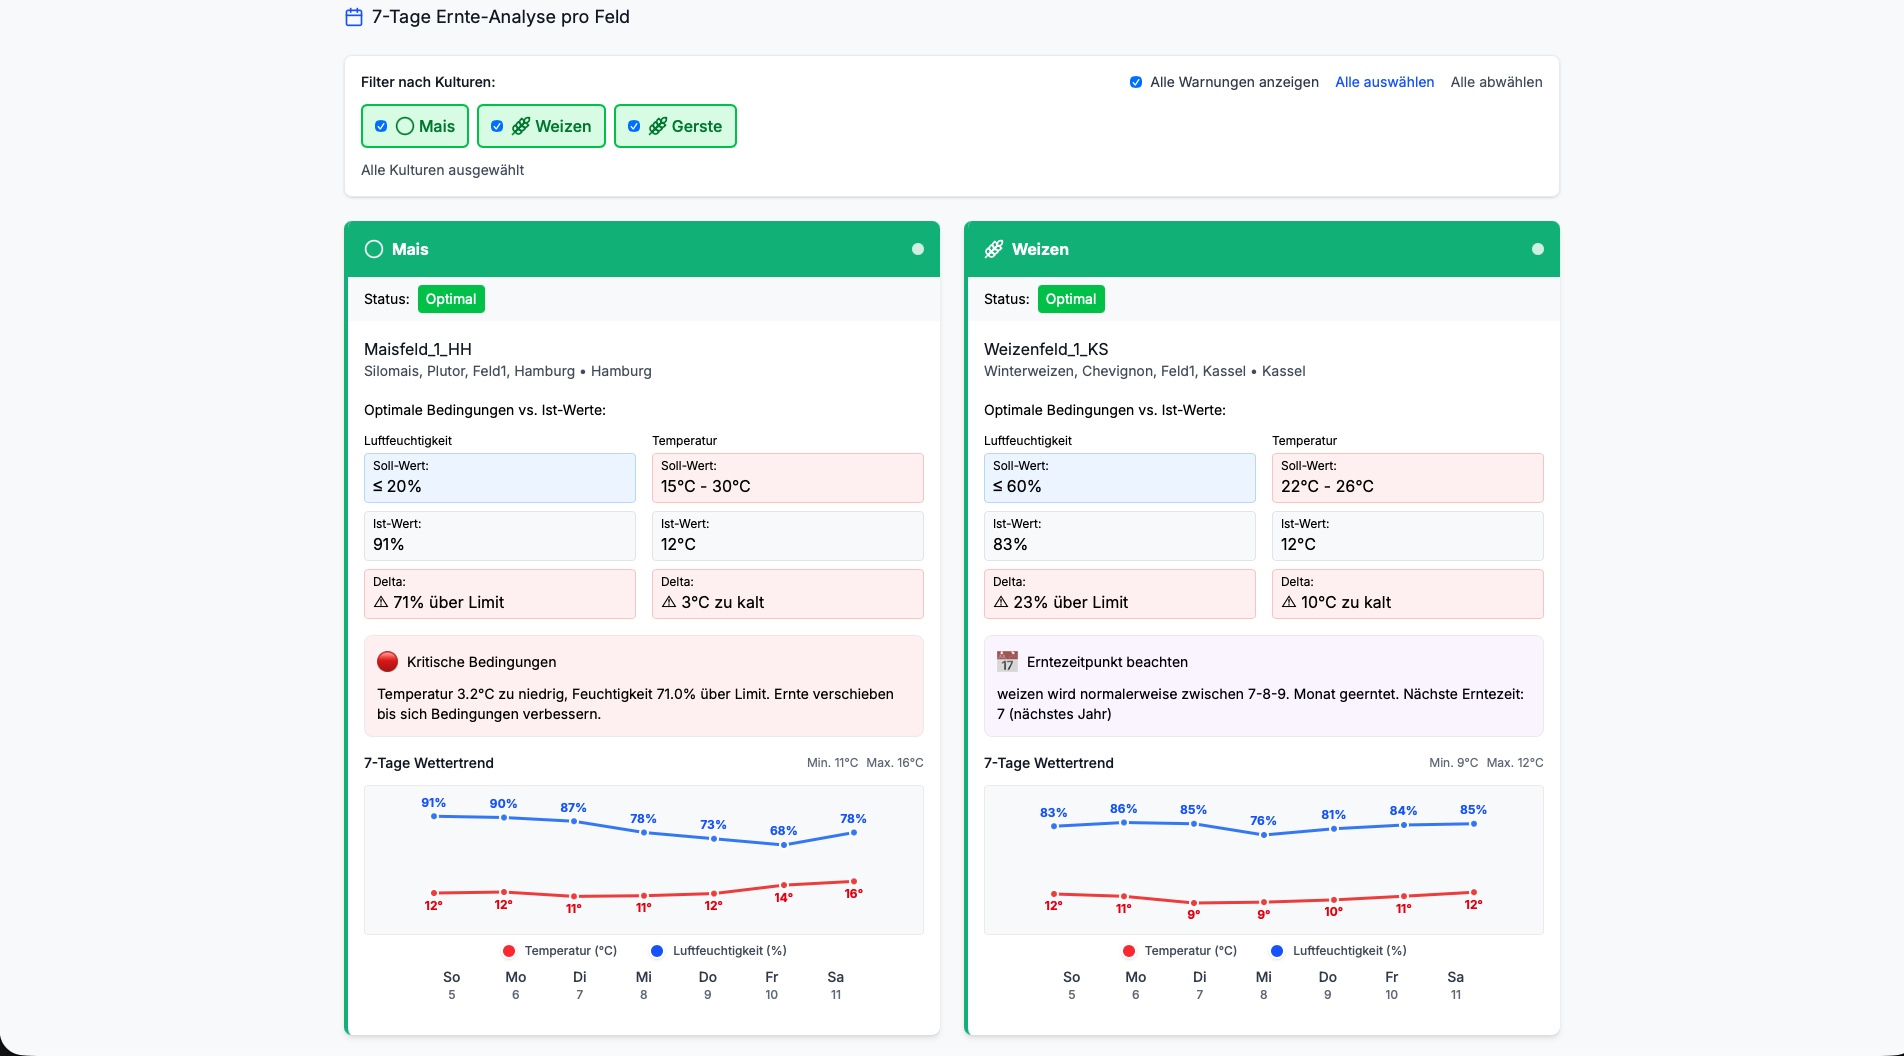 7-Tage Ernte-Analyse pro Feld
Filter nach Kulturen:
Alle Warnungen anzeigen Alle auswählen Alle abwählen
Mais Weizen Gerste
Alle Kulturen ausgewählt
Mais
Status: Optimal
Maisfeld_1_HH
Silomais, Plutor, Feld1, Hamburg • Hamburg
Optimale Bedingungen vs. Ist-Werte:
Luftfeuchtigkeit Temperatur
Soll-Wert: Soll-Wert:
≤ 20% 15°C - 30°C
Ist-Wert: Ist-Wert:
91% 12°C
Delta: Delta:
⚠ 71% über Limit ⚠ 3°C zu kalt
Kritische Bedingungen
Temperatur 3.2°C zu niedrig, Feuchtigkeit 71.0% über Limit. Ernte verschieben
bis sich Bedingungen verbessern.
7-Tage Wettertrend Min. 11°C Max. 16°C
91% 90% 87% 78% 73% 68% 78%
12° 12° 11° 11° 12° 14° 16°
Temperatur (°C) Luftfeuchtigkeit (%)
So Mo Di Mi Do Fr Sa
5 6 7 8 9 10 11
Weizen
Status: Optimal
Weizenfeld_1_KS
Winterweizen, Chevignon, Feld1, Kassel • Kassel
Optimale Bedingungen vs. Ist-Werte:
Luftfeuchtigkeit Temperatur
Soll-Wert: Soll-Wert:
≤ 60% 22°C - 26°C
Ist-Wert: Ist-Wert:
83% 12°C
Delta: Delta:
⚠ 23% über Limit ⚠ 10°C zu kalt
17 Erntezeitpunkt beachten
weizen wird normalerweise zwischen 7-8-9. Monat geerntet. Nächste Erntezeit:
7 (nächstes Jahr)
7-Tage Wettertrend Min. 9°C Max. 12°C
83% 86% 85% 76% 81% 84% 85%
12° 11° 9° 9° 10° 11° 12°
Temperatur (°C) Luftfeuchtigkeit (%)
So Mo Di Mi Do Fr Sa
5 6 7 8 9 10 11